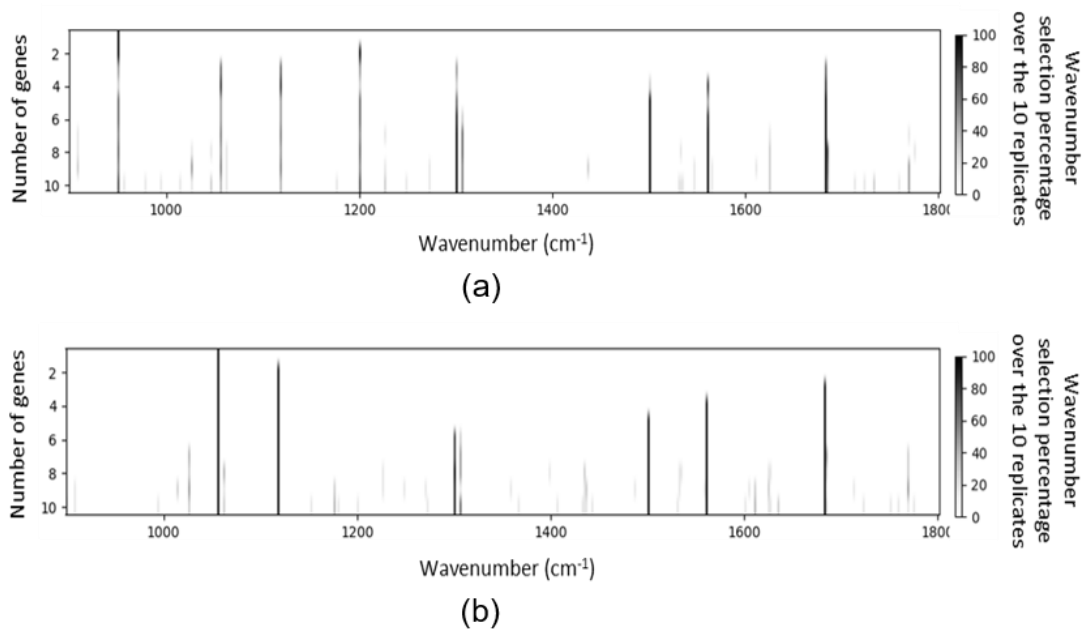 Number of genes
2
4
6
8
10
1000
1200
1400
1600
180
Wavenumber (cm-1)
100
80
60
40
20
0
Wavenumber
selection percentage
over the 10 replicates
(a)
Number of genes
2
4
6
8
10
1000
1200
1400
1600
180
Wavenumber (cm-1)
100
80
60
40
20
0
Wavenumber
selection percentage
over the 10 replicates
(b)